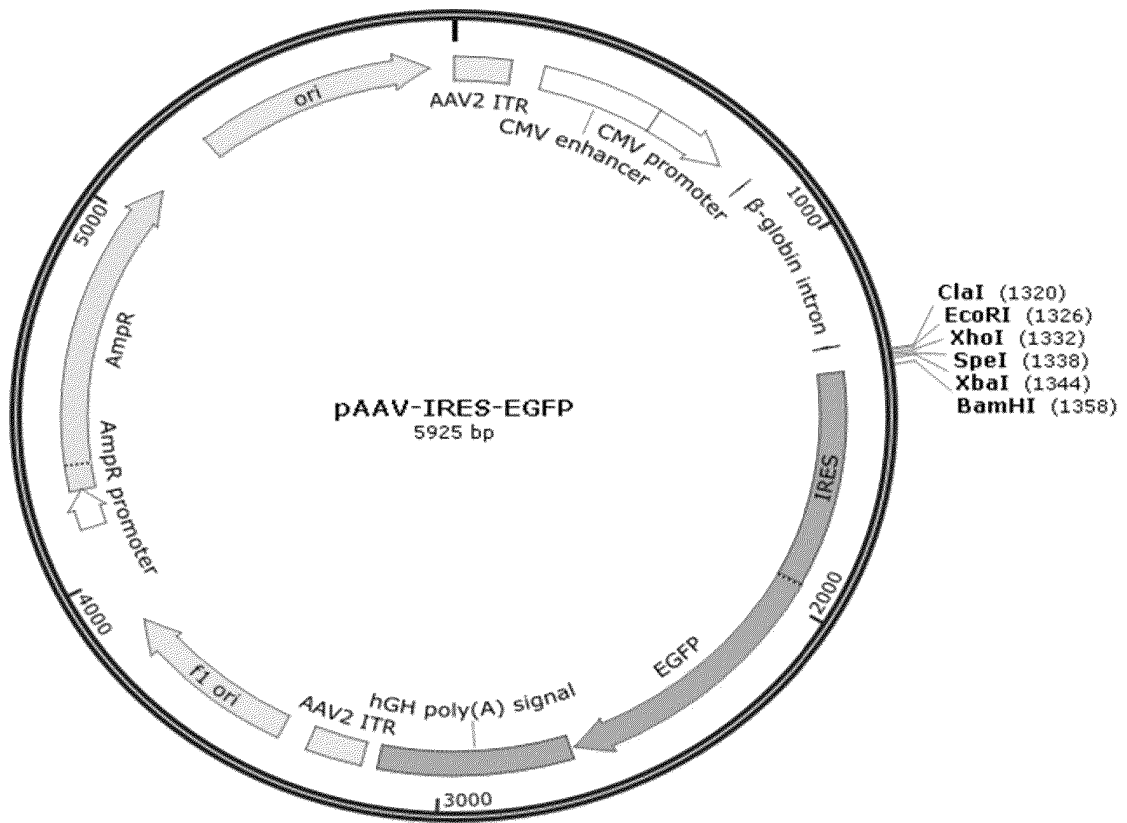 ori
AAV2 ITR
CMV enhancer
CMV promoter
β-globin intron
1000
ClaI (1320)
EcoRI (1326)
XhoI (1332)
SpeI (1338)
XbaI (1344)
BamHI (1358)
5000
AmpR
pAAV-IRES-EGFP
5925 bp
AmpR promoter
IRES
2000
4000
EGFP
f1 ori
AAV2 ITR
hGH poly(A) signal
3000